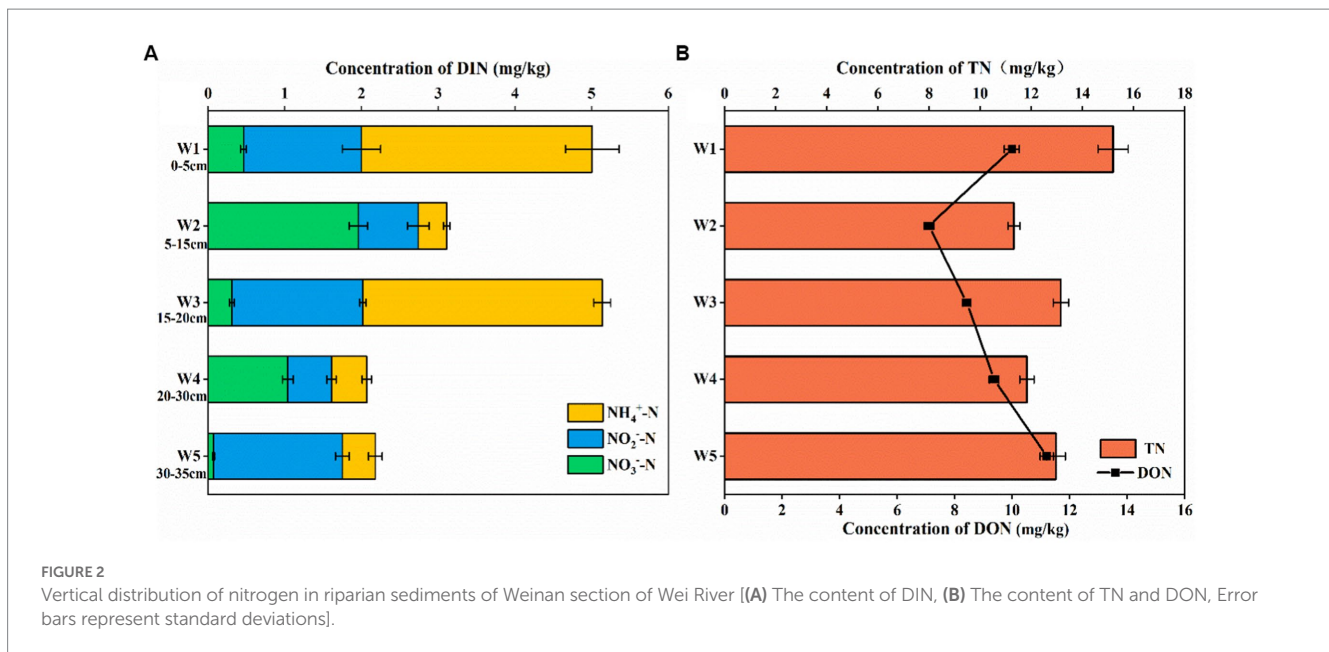 A
Concentration of DIN (mg/kg)
0 1 2 3 4 5 6
W1
0-5cm
W2
5-15cm
W3
15-20cm
W4
20-30cm
W5
30-35cm
NH₄⁺-N
NO₂⁻-N
NO₃⁻-N
B
Concentration of TN（mg/kg）
0 2 4 6 8 10 12 14 16 18
W1
W2
W3
W4
W5
TN
DON
0 2 4 6 8 10 12 14 16
Concentration of DON (mg/kg)
FIGURE 2
Vertical distribution of nitrogen in riparian sediments of Weinan section of Wei River [(A) The content of DIN, (B) The content of TN and DON, Error
bars represent standard deviations].